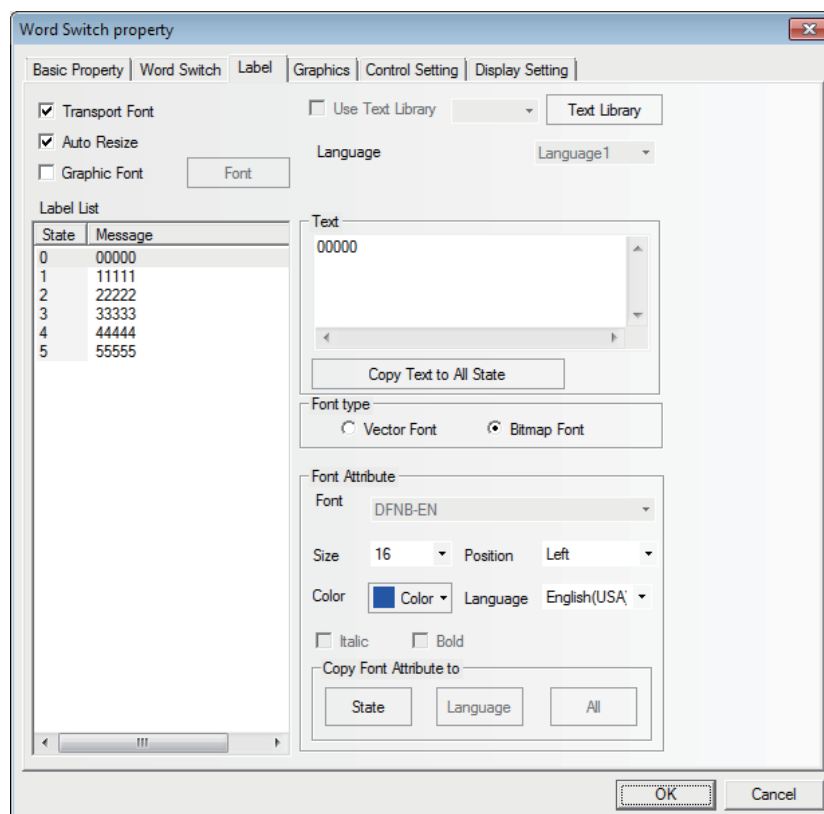 Word Switch property
Basic Property Word Switch Label Graphics Control Setting Display Setting
Transport Font
Auto Resize
Graphic Font Font
Use Text Library Text Library
Language Language1
Label List
State Message
0 00000
1 11111
2 22222
3 33333
4 44444
5 55555
Text
00000
Copy Text to All State
Font type
Vector Font Bitmap Font
Font Attribute
Font DFNB-EN
Size 16 Position Left
Color Color Language English(USA)
Italic Bold
Copy Font Attribute to
State Language All
OK Cancel